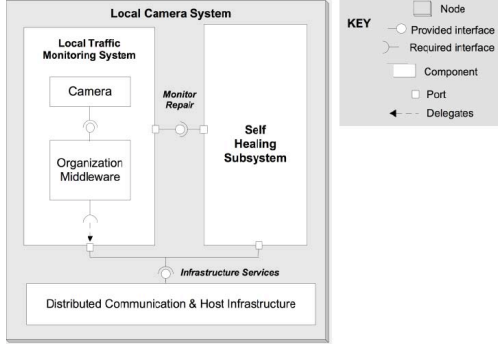 Local Camera System
Local Traffic
Monitoring System
Camera
Organization
Middleware
Monitor
Repair
Self
Healing
Subsystem
Infrastructure Services
Distributed Communication & Host Infrastructure
KEY
Node
Provided interface
Required interface
Component
Port
Delegates